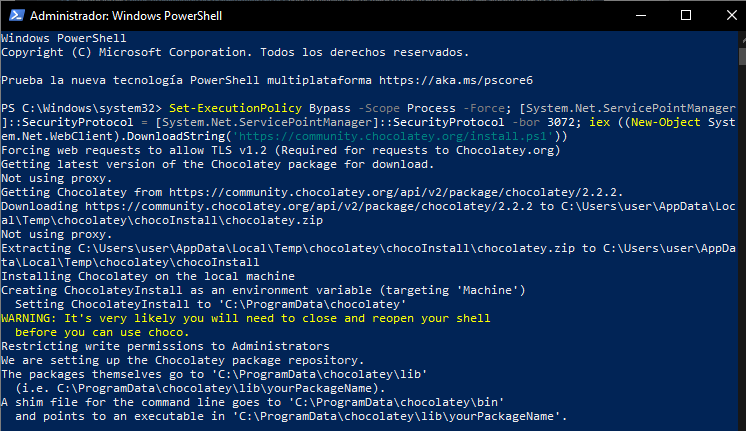 Administrador: Windows PowerShell
Windows PowerShell
Copyright (C) Microsoft Corporation. Todos los derechos reservados.
Prueba la nueva tecnología PowerShell multiplataforma https://aka.ms/pscore6
PS C:\Windows\system32> Set-ExecutionPolicy Bypass -Scope Process -Force; [System.Net.ServicePointManager
]::SecurityProtocol = [System.Net.ServicePointManager]::SecurityProtocol -bor 3072; iex ((New-Object Syst
em.Net.WebClient).DownloadString('https://community.chocolatey.org/install.ps1'))
Forcing web requests to allow TLS v1.2 (Required for requests to Chocolatey.org)
Getting latest version of the Chocolatey package for download.
Not using proxy.
Getting Chocolatey from https://community.chocolatey.org/api/v2/package/chocolatey/2.2.2.
Downloading https://community.chocolatey.org/api/v2/package/chocolatey/2.2.2 to C:\Users\user\AppData\Loc
al\Temp\chocolatey\chocoInstall\chocolatey.zip
Not using proxy.
Extracting C:\Users\user\AppData\Local\Temp\chocolatey\chocoInstall\chocolatey.zip to C:\Users\user\AppDa
ta\Local\Temp\chocolatey\chocoInstall
Installing Chocolatey on the local machine
Creating ChocolateyInstall as an environment variable (targeting 'Machine')
  Setting ChocolateyInstall to 'C:\ProgramData\chocolatey'
WARNING: It's very likely you will need to close and reopen your shell
  before you can use choco.
Restricting write permissions to Administrators
We are setting up the Chocolatey package repository.
The packages themselves go to 'C:\ProgramData\chocolatey\lib'
  (i.e. C:\ProgramData\chocolatey\lib\yourPackageName).
A shim file for the command line goes to 'C:\ProgramData\chocolatey\bin'
  and points to an executable in 'C:\ProgramData\chocolatey\lib\yourPackageName'.